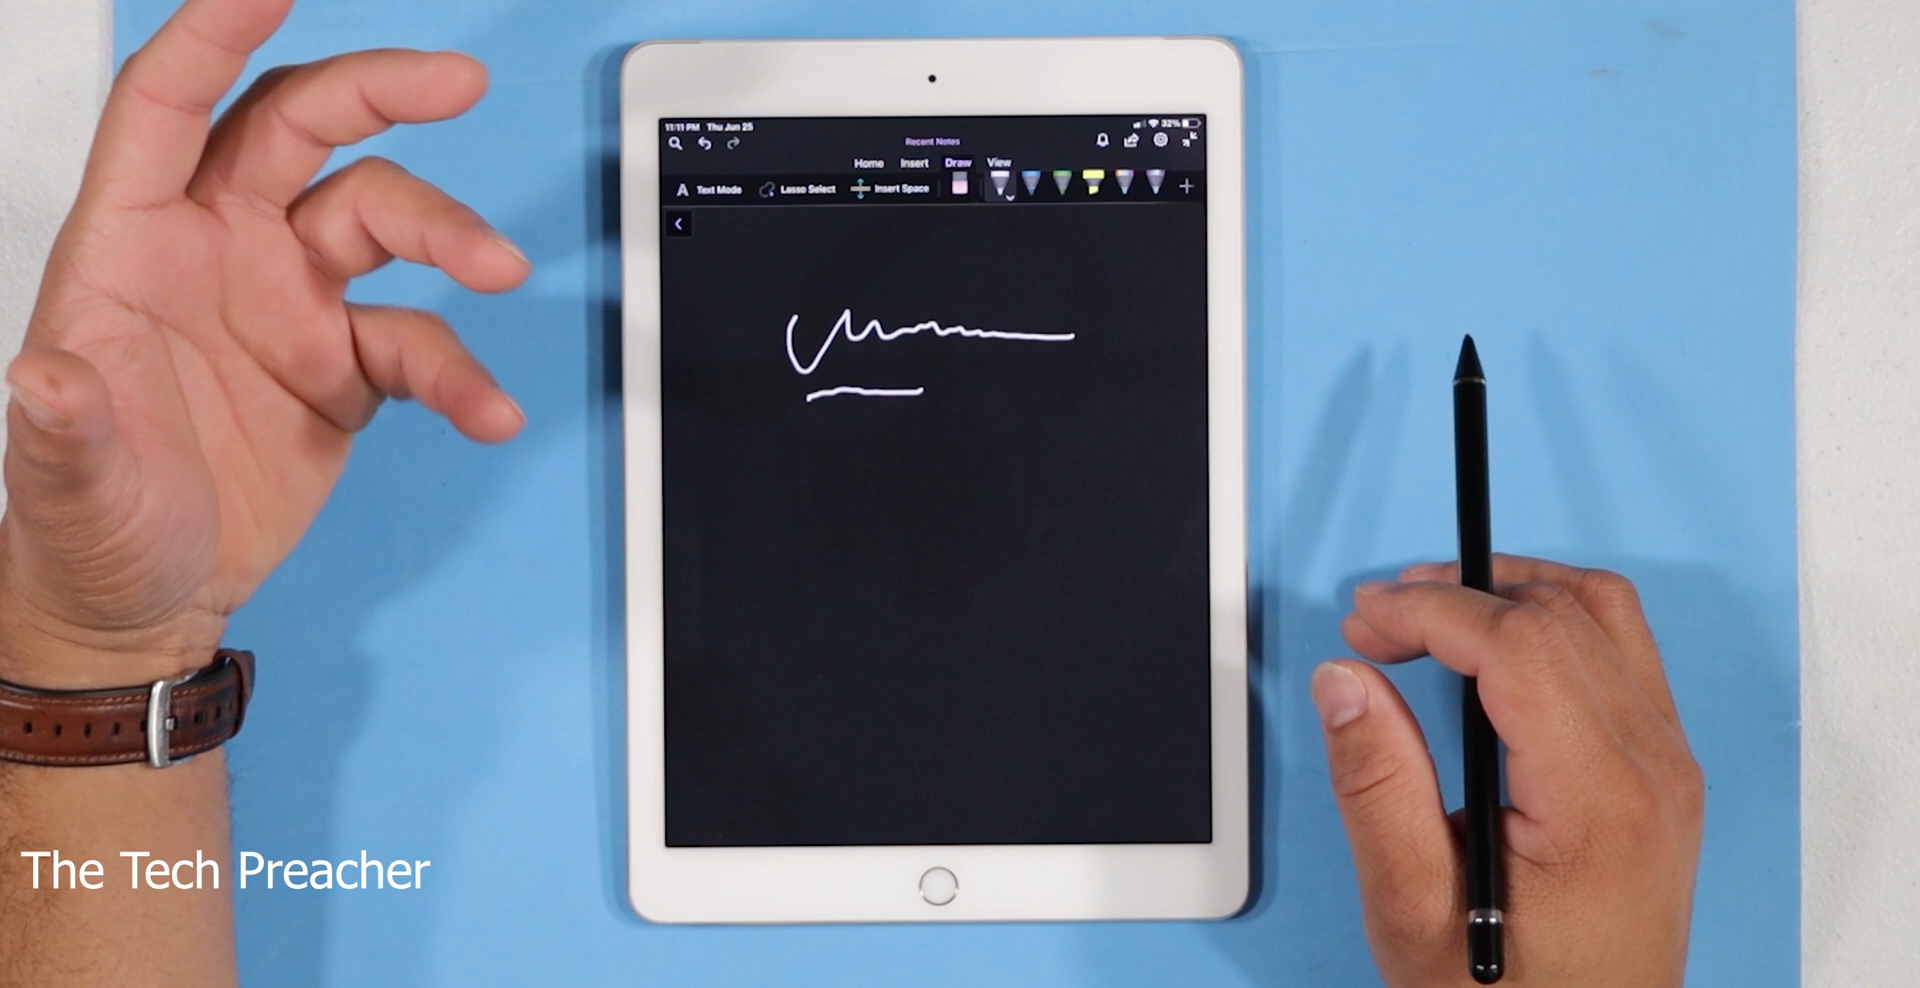 11:11 PM Thu Jun 25 32%
Recent Notes
Home Insert Draw View
A Text Mode Lasso Select Insert Space
The Tech Preacher